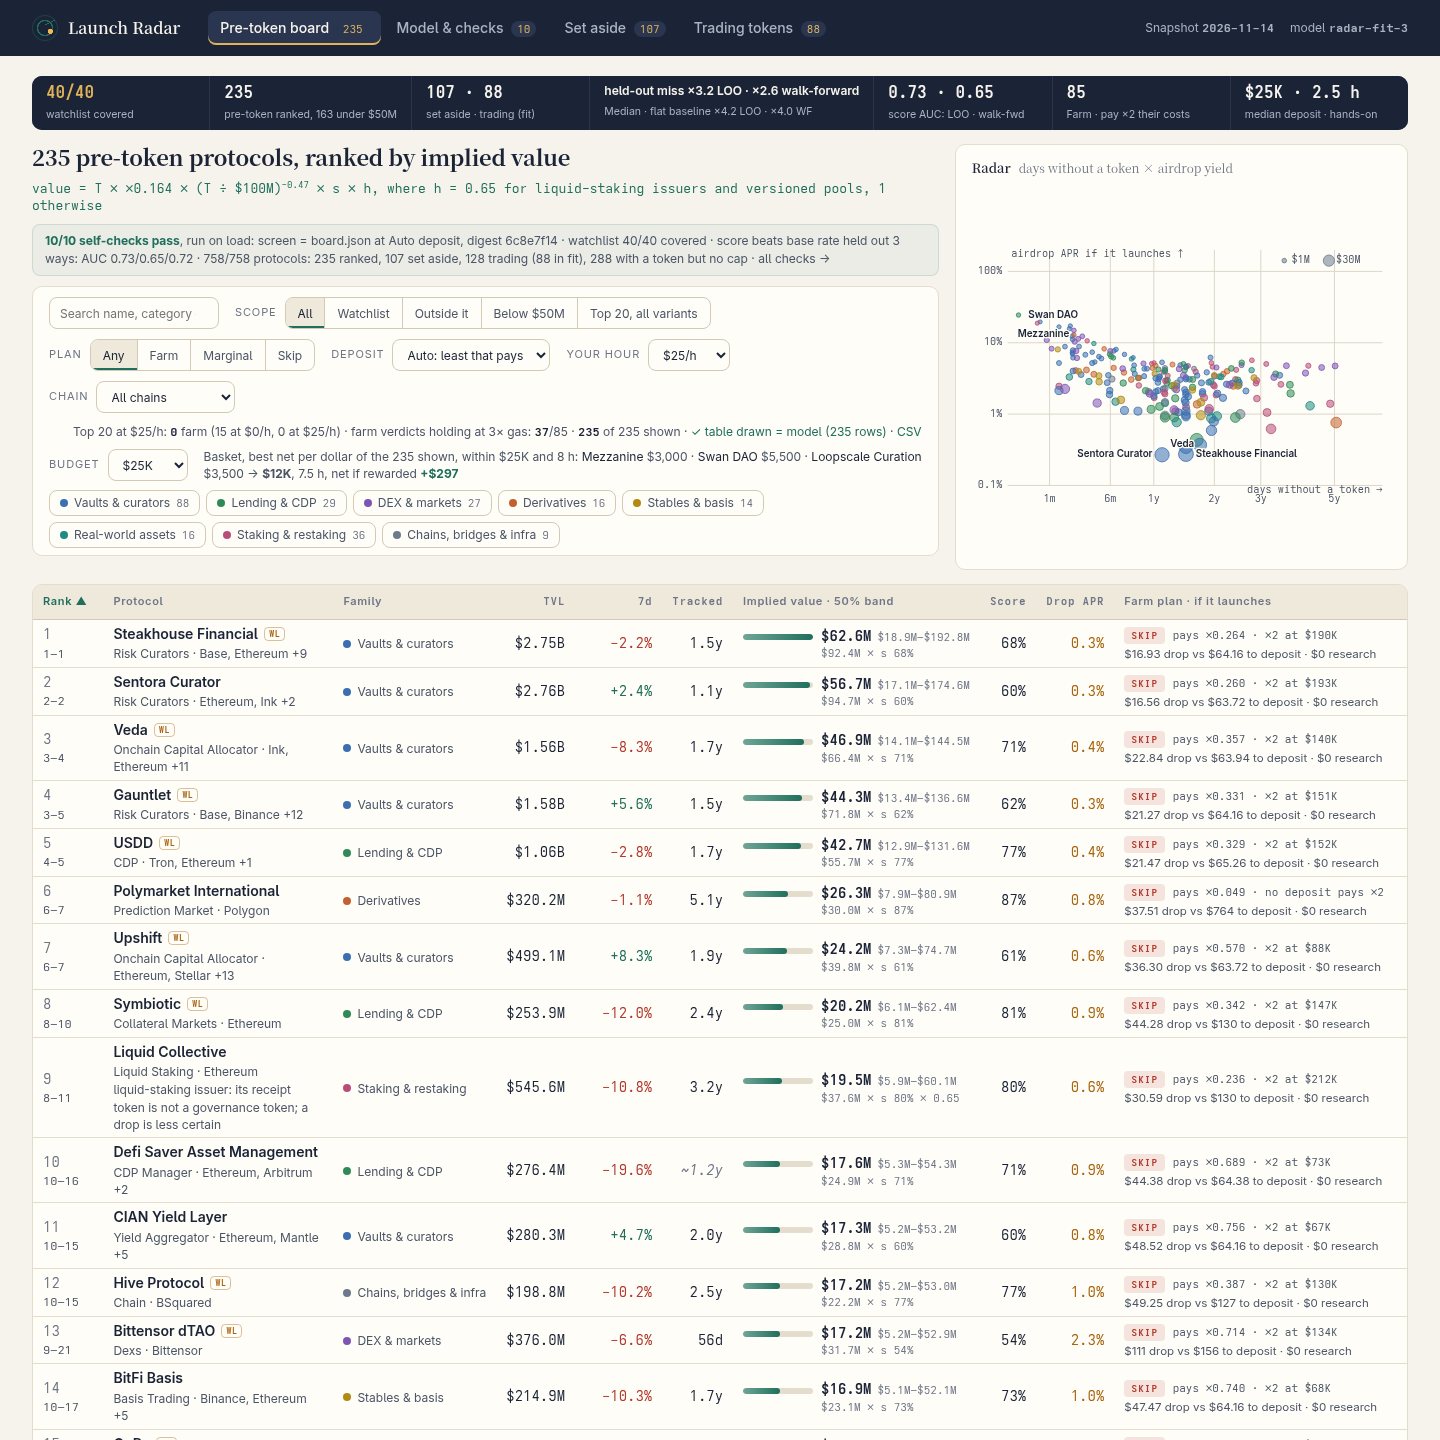 Launch Radar
Pre-token board 235
Model & checks 10
Set aside 107
Trading tokens 88
Snapshot 2026-11-14 model radar-fit-3
40/40
watchlist covered
235
pre-token ranked, 163 under $50M
107 · 88
set aside · trading (fit)
held-out miss ×3.2 LOO · ×2.6 walk-forward
Median · flat baseline ×4.2 LOO · ×4.0 WF
0.73 · 0.65
score AUC: LOO · walk-fwd
85
Farm · pay ×2 their costs
$25K · 2.5 h
median deposit · hands-on
235 pre-token protocols, ranked by implied value
value = T × ×0.164 × (T ÷ $100M)−0.47 × s × h, where h = 0.65 for liquid-staking issuers and versioned pools, 1
otherwise
10/10 self-checks pass, run on load: screen = board.json at Auto deposit, digest 6c8e7f14 · watchlist 40/40 covered · score beats base rate held out 3
ways: AUC 0.73/0.65/0.72 · 758/758 protocols: 235 ranked, 107 set aside, 128 trading (88 in fit), 288 with a token but no cap · all checks →
Search name, category
SCOPE All Watchlist Outside it Below $50M Top 20, all variants
PLAN Any Farm Marginal Skip DEPOSIT Auto: least that pays YOUR HOUR $25/h
CHAIN All chains
Top 20 at $25/h: 0 farm (15 at $0/h, 0 at $25/h) · farm verdicts holding at 3× gas: 37/85 · 235 of 235 shown · ✓ table drawn = model (235 rows) · CSV
BUDGET $25K
Basket, best net per dollar of the 235 shown, within $25K and 8 h: Mezzanine $3,000 · Swan DAO $5,500 · Loopscale Curation
$3,500 → $12K, 7.5 h, net if rewarded +$297
Vaults & curators 88
Lending & CDP 29
DEX & markets 27
Derivatives 16
Stables & basis 14
Real-world assets 16
Staking & restaking 36
Chains, bridges & infra 9
Radar days without a token × airdrop yield
airdrop APR if it launches ↑
$1M
$30M
100%
10%
1%
0.1%
Swan DAO
Mezzanine
Veda
Sentora Curator
Steakhouse Financial
days without a token →
1m
6m
1y
2y
3y
5y
Rank ▲ Protocol Family TVL 7d Tracked Implied value · 50% band Score Drop APR Farm plan · if it launches
1
1–1
Steakhouse Financial WL
Risk Curators · Base, Ethereum +9
Vaults & curators
$2.75B
−2.2%
1.5y
$62.6M $18.9M–$192.8M
$92.4M × s 68%
68%
0.3%
SKIP pays ×0.264 · ×2 at $190K
$16.93 drop vs $64.16 to deposit · $0 research
2
2–2
Sentora Curator
Risk Curators · Ethereum, Ink +2
Vaults & curators
$2.76B
+2.4%
1.1y
$56.7M $17.1M–$174.6M
$94.7M × s 60%
60%
0.3%
SKIP pays ×0.260 · ×2 at $193K
$16.56 drop vs $63.72 to deposit · $0 research
3
3–4
Veda WL
Onchain Capital Allocator · Ink,
Ethereum +11
Vaults & curators
$1.56B
−8.3%
1.7y
$46.9M $14.1M–$144.5M
$66.4M × s 71%
71%
0.4%
SKIP pays ×0.357 · ×2 at $140K
$22.84 drop vs $63.94 to deposit · $0 research
4
3–5
Gauntlet WL
Risk Curators · Base, Binance +12
Vaults & curators
$1.58B
+5.6%
1.5y
$44.3M $13.4M–$136.6M
$71.8M × s 62%
62%
0.3%
SKIP pays ×0.331 · ×2 at $151K
$21.27 drop vs $64.16 to deposit · $0 research
5
4–5
USDD WL
CDP · Tron, Ethereum +1
Lending & CDP
$1.06B
−2.8%
1.7y
$42.7M $12.9M–$131.6M
$55.7M × s 77%
77%
0.4%
SKIP pays ×0.329 · ×2 at $152K
$21.47 drop vs $65.26 to deposit · $0 research
6
6–7
Polymarket International
Prediction Market · Polygon
Derivatives
$320.2M
−1.1%
5.1y
$26.3M $7.9M–$80.9M
$30.0M × s 87%
87%
0.8%
SKIP pays ×0.049 · no deposit pays ×2
$37.51 drop vs $764 to deposit · $0 research
7
6–7
Upshift WL
Onchain Capital Allocator ·
Ethereum, Stellar +13
Vaults & curators
$499.1M
+8.3%
1.9y
$24.2M $7.3M–$74.7M
$39.8M × s 61%
61%
0.6%
SKIP pays ×0.570 · ×2 at $88K
$36.30 drop vs $63.72 to deposit · $0 research
8
8–10
Symbiotic WL
Collateral Markets · Ethereum
Lending & CDP
$253.9M
−12.0%
2.4y
$20.2M $6.1M–$62.4M
$25.0M × s 81%
81%
0.9%
SKIP pays ×0.342 · ×2 at $147K
$44.28 drop vs $130 to deposit · $0 research
9
8–11
Liquid Collective
Liquid Staking · Ethereum
liquid-staking issuer: its receipt
token is not a governance token; a
drop is less certain
Staking & restaking
$545.6M
−10.8%
3.2y
$19.5M $5.9M–$60.1M
$37.6M × s 80% × 0.65
80%
0.6%
SKIP pays ×0.236 · ×2 at $212K
$30.59 drop vs $130 to deposit · $0 research
10
10–16
Defi Saver Asset Management
CDP Manager · Ethereum, Arbitrum
+2
Lending & CDP
$276.4M
−19.6%
~1.2y
$17.6M $5.3M–$54.3M
$24.9M × s 71%
71%
0.9%
SKIP pays ×0.689 · ×2 at $73K
$44.38 drop vs $64.38 to deposit · $0 research
11
10–15
CIAN Yield Layer
Yield Aggregator · Ethereum, Mantle
+5
Vaults & curators
$280.3M
+4.7%
2.0y
$17.3M $5.2M–$53.2M
$28.8M × s 60%
60%
0.8%
SKIP pays ×0.756 · ×2 at $67K
$48.52 drop vs $64.16 to deposit · $0 research
12
10–15
Hive Protocol WL
Chain · BSquared
Chains, bridges & infra
$198.8M
−10.2%
2.5y
$17.2M $5.2M–$53.0M
$22.2M × s 77%
77%
1.0%
SKIP pays ×0.387 · ×2 at $130K
$49.25 drop vs $127 to deposit · $0 research
13
9–21
Bittensor dTAO WL
Dexs · Bittensor
DEX & markets
$376.0M
−6.6%
56d
$17.2M $5.2M–$52.9M
$31.7M × s 54%
54%
2.3%
SKIP pays ×0.714 · ×2 at $134K
$111 drop vs $156 to deposit · $0 research
14
10–17
BitFi Basis
Basis Trading · Binance, Ethereum
+5
Stables & basis
$214.9M
−10.3%
1.7y
$16.9M $5.1M–$52.1M
$23.1M × s 73%
73%
1.0%
SKIP pays ×0.740 · ×2 at $68K
$47.47 drop vs $64.16 to deposit · $0 research